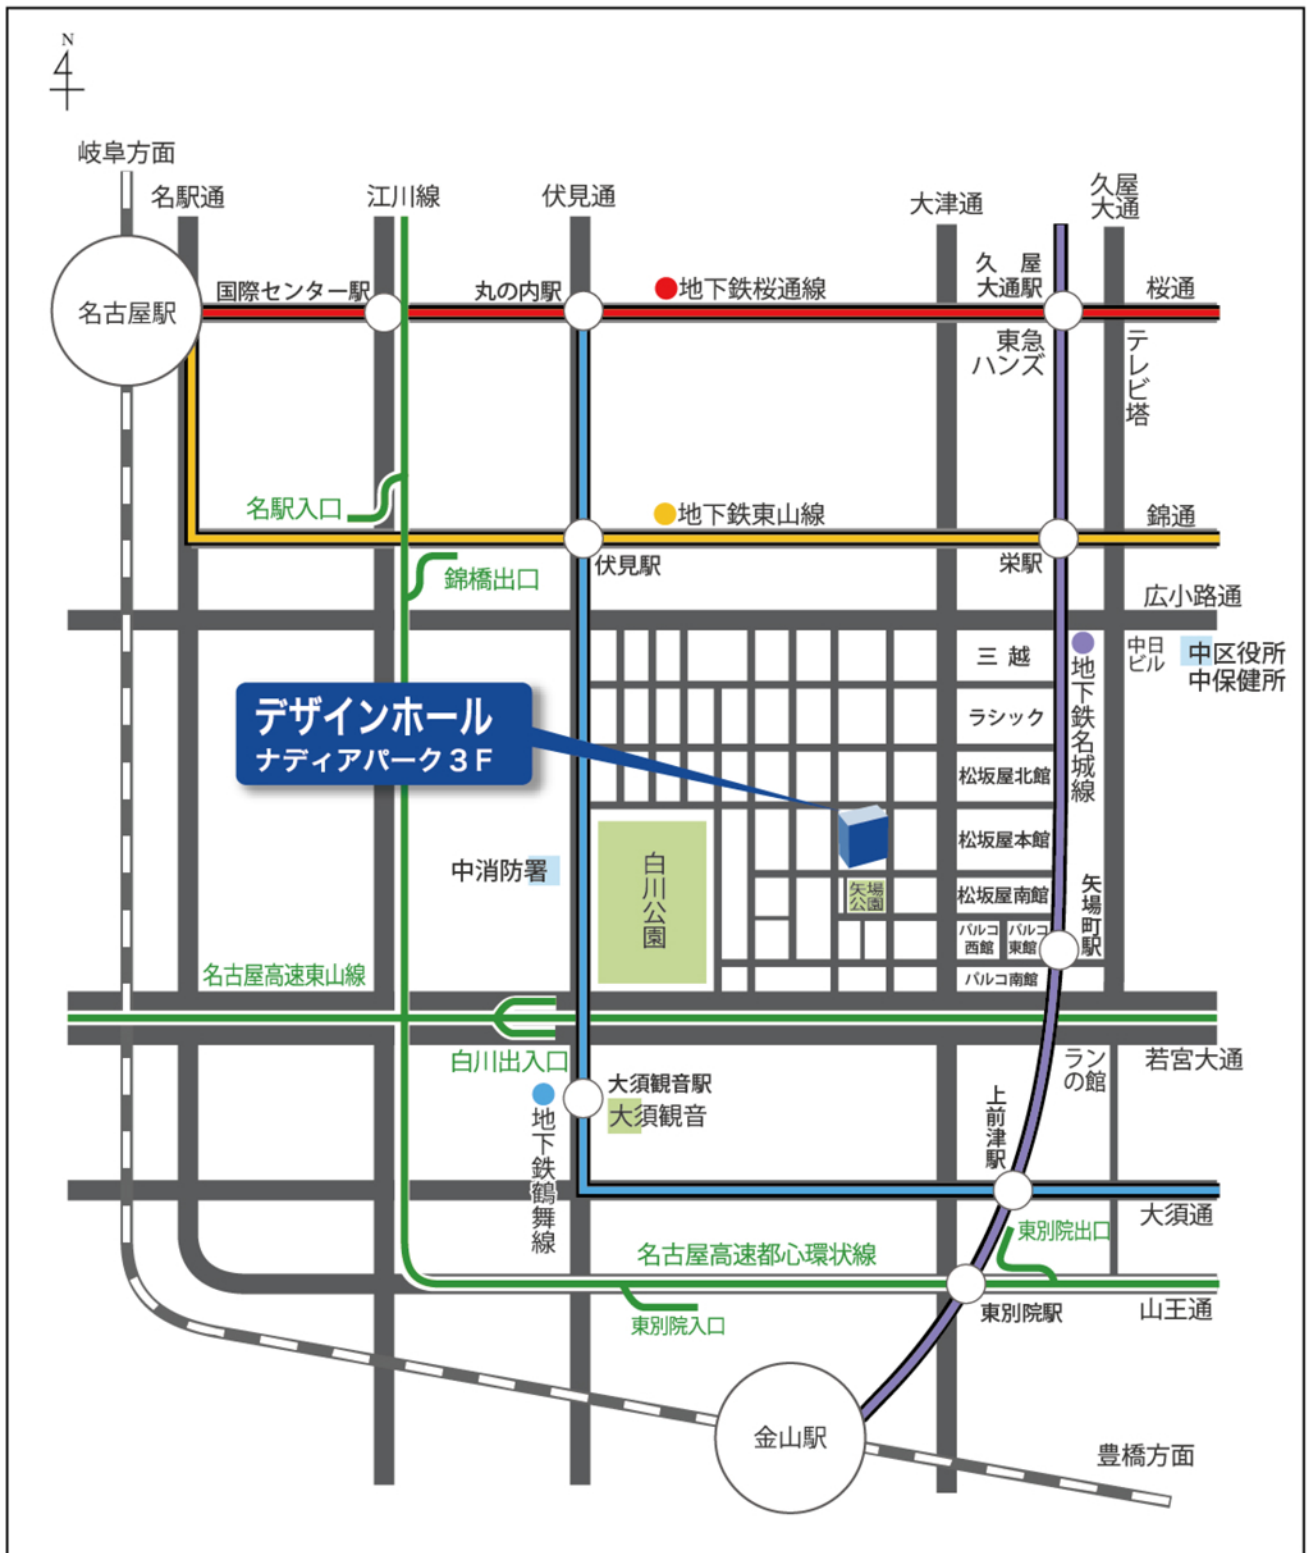 N
岐阜方面
名駅通
江川線
伏見通
大津通
久屋
大通
名古屋駅
国際センター駅
丸の内駅
地下鉄桜通線
久屋
大通駅
桜通
東急
ハンズ
テレビ塔
名駅入口
地下鉄東山線
錦通
錦橋出口
伏見駅
栄駅
広小路通
三越
地下鉄名城線
中日
ビル
中区役所
中保健所
デザインホール
ナディアパーク３Ｆ
ラシック
松坂屋北館
松坂屋本館
中消防署
白川公園
矢場
公園
松坂屋南館
矢場町駅
パルコ
西館
パルコ
東館
パルコ南館
名古屋高速東山線
白川出入口
ラン
の館
若宮大通
大須観音駅
大須観音
地下鉄鶴舞線
上前津駅
大須通
東別院出口
名古屋高速都心環状線
東別院入口
東別院駅
山王通
金山駅
豊橋方面